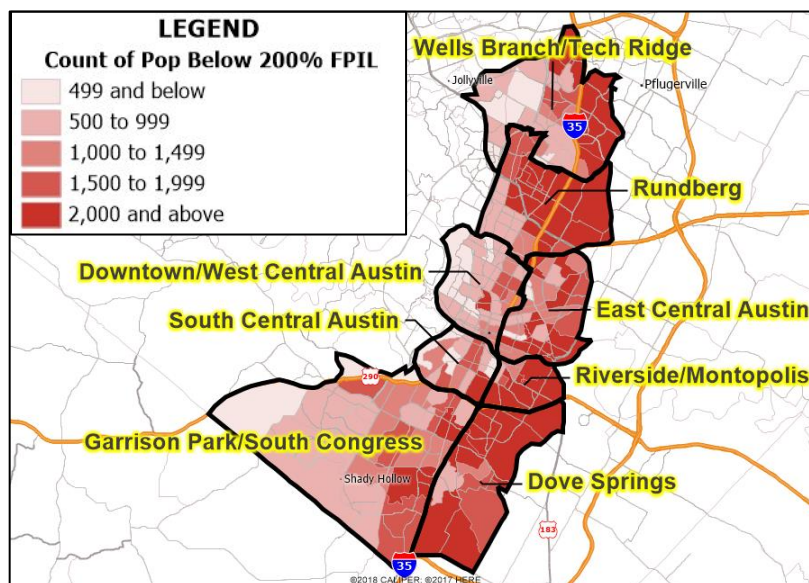 LEGEND
Count of Pop Below 200% FPIL
499 and below
500 to 999
1,000 to 1,499
1,500 to 1,999
2,000 and above
Wells Branch/Tech Ridge
Jollyville
Pflugerville
35
Rundberg
Downtown/West Central Austin
East Central Austin
South Central Austin
290
Riverside/Montopolis
Garrison Park/South Congress
Shady Hollow
Dove Springs
183
35
©2018 CALIPER; ©2017 HERE